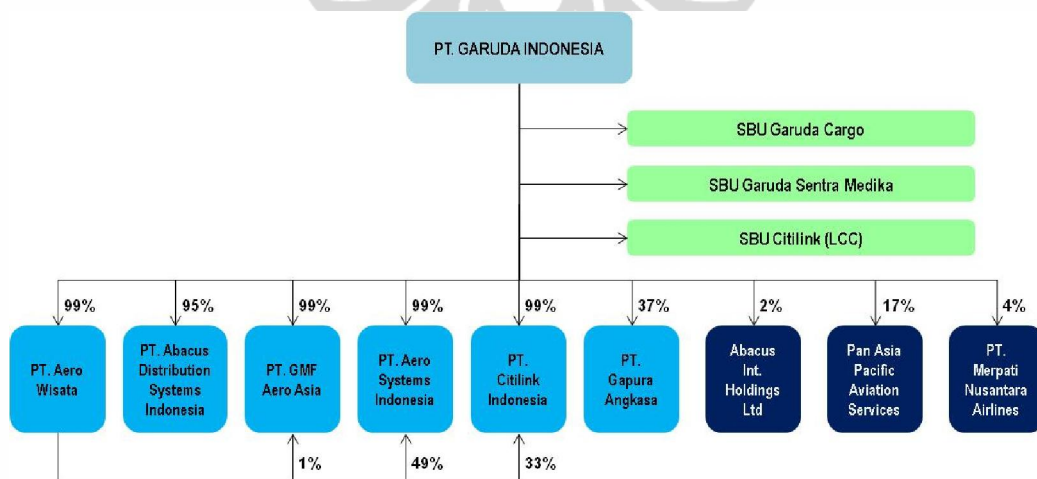 PT. GARUDA INDONESIA
SBU Garuda Cargo
SBU Garuda Sentra Medika
SBU Citilink (LCC)
99%
95%
99%
99%
99%
37%
2%
17%
4%
PT. Aero
Wisata
PT. Abacus
Distribution
Systems
Indonesia
PT. GMF
Aero Asia
PT. Aero
Systems
Indonesia
PT.
Citilink
Indonesia
PT.
Gapura
Angkasa
Abacus
Int.
Holdings
Ltd
Pan Asia
Pacific
Aviation
Services
PT.
Merpati
Nusantara
Airlines
1%
49%
33%